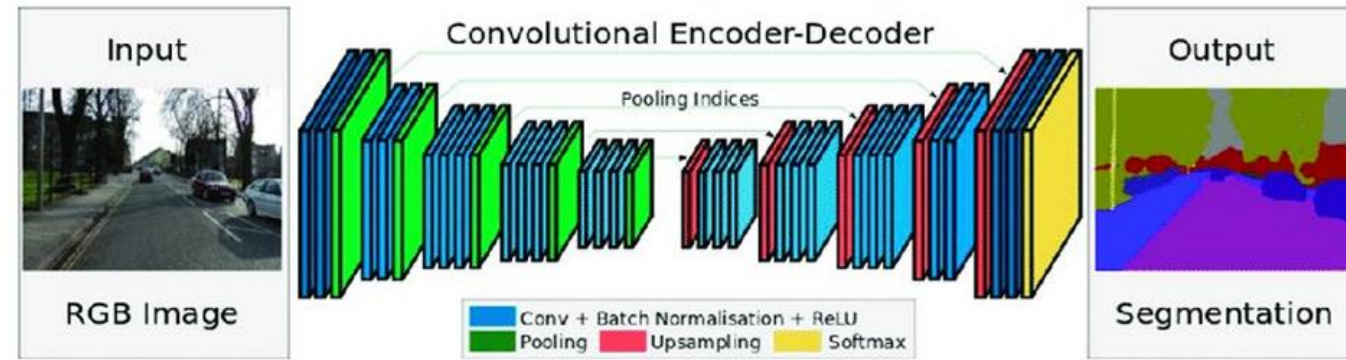 Input
RGB Image
Convolutional Encoder-Decoder
Pooling Indices
Conv + Batch Normalisation + ReLU
Pooling Upsampling Softmax
Output
Segmentation